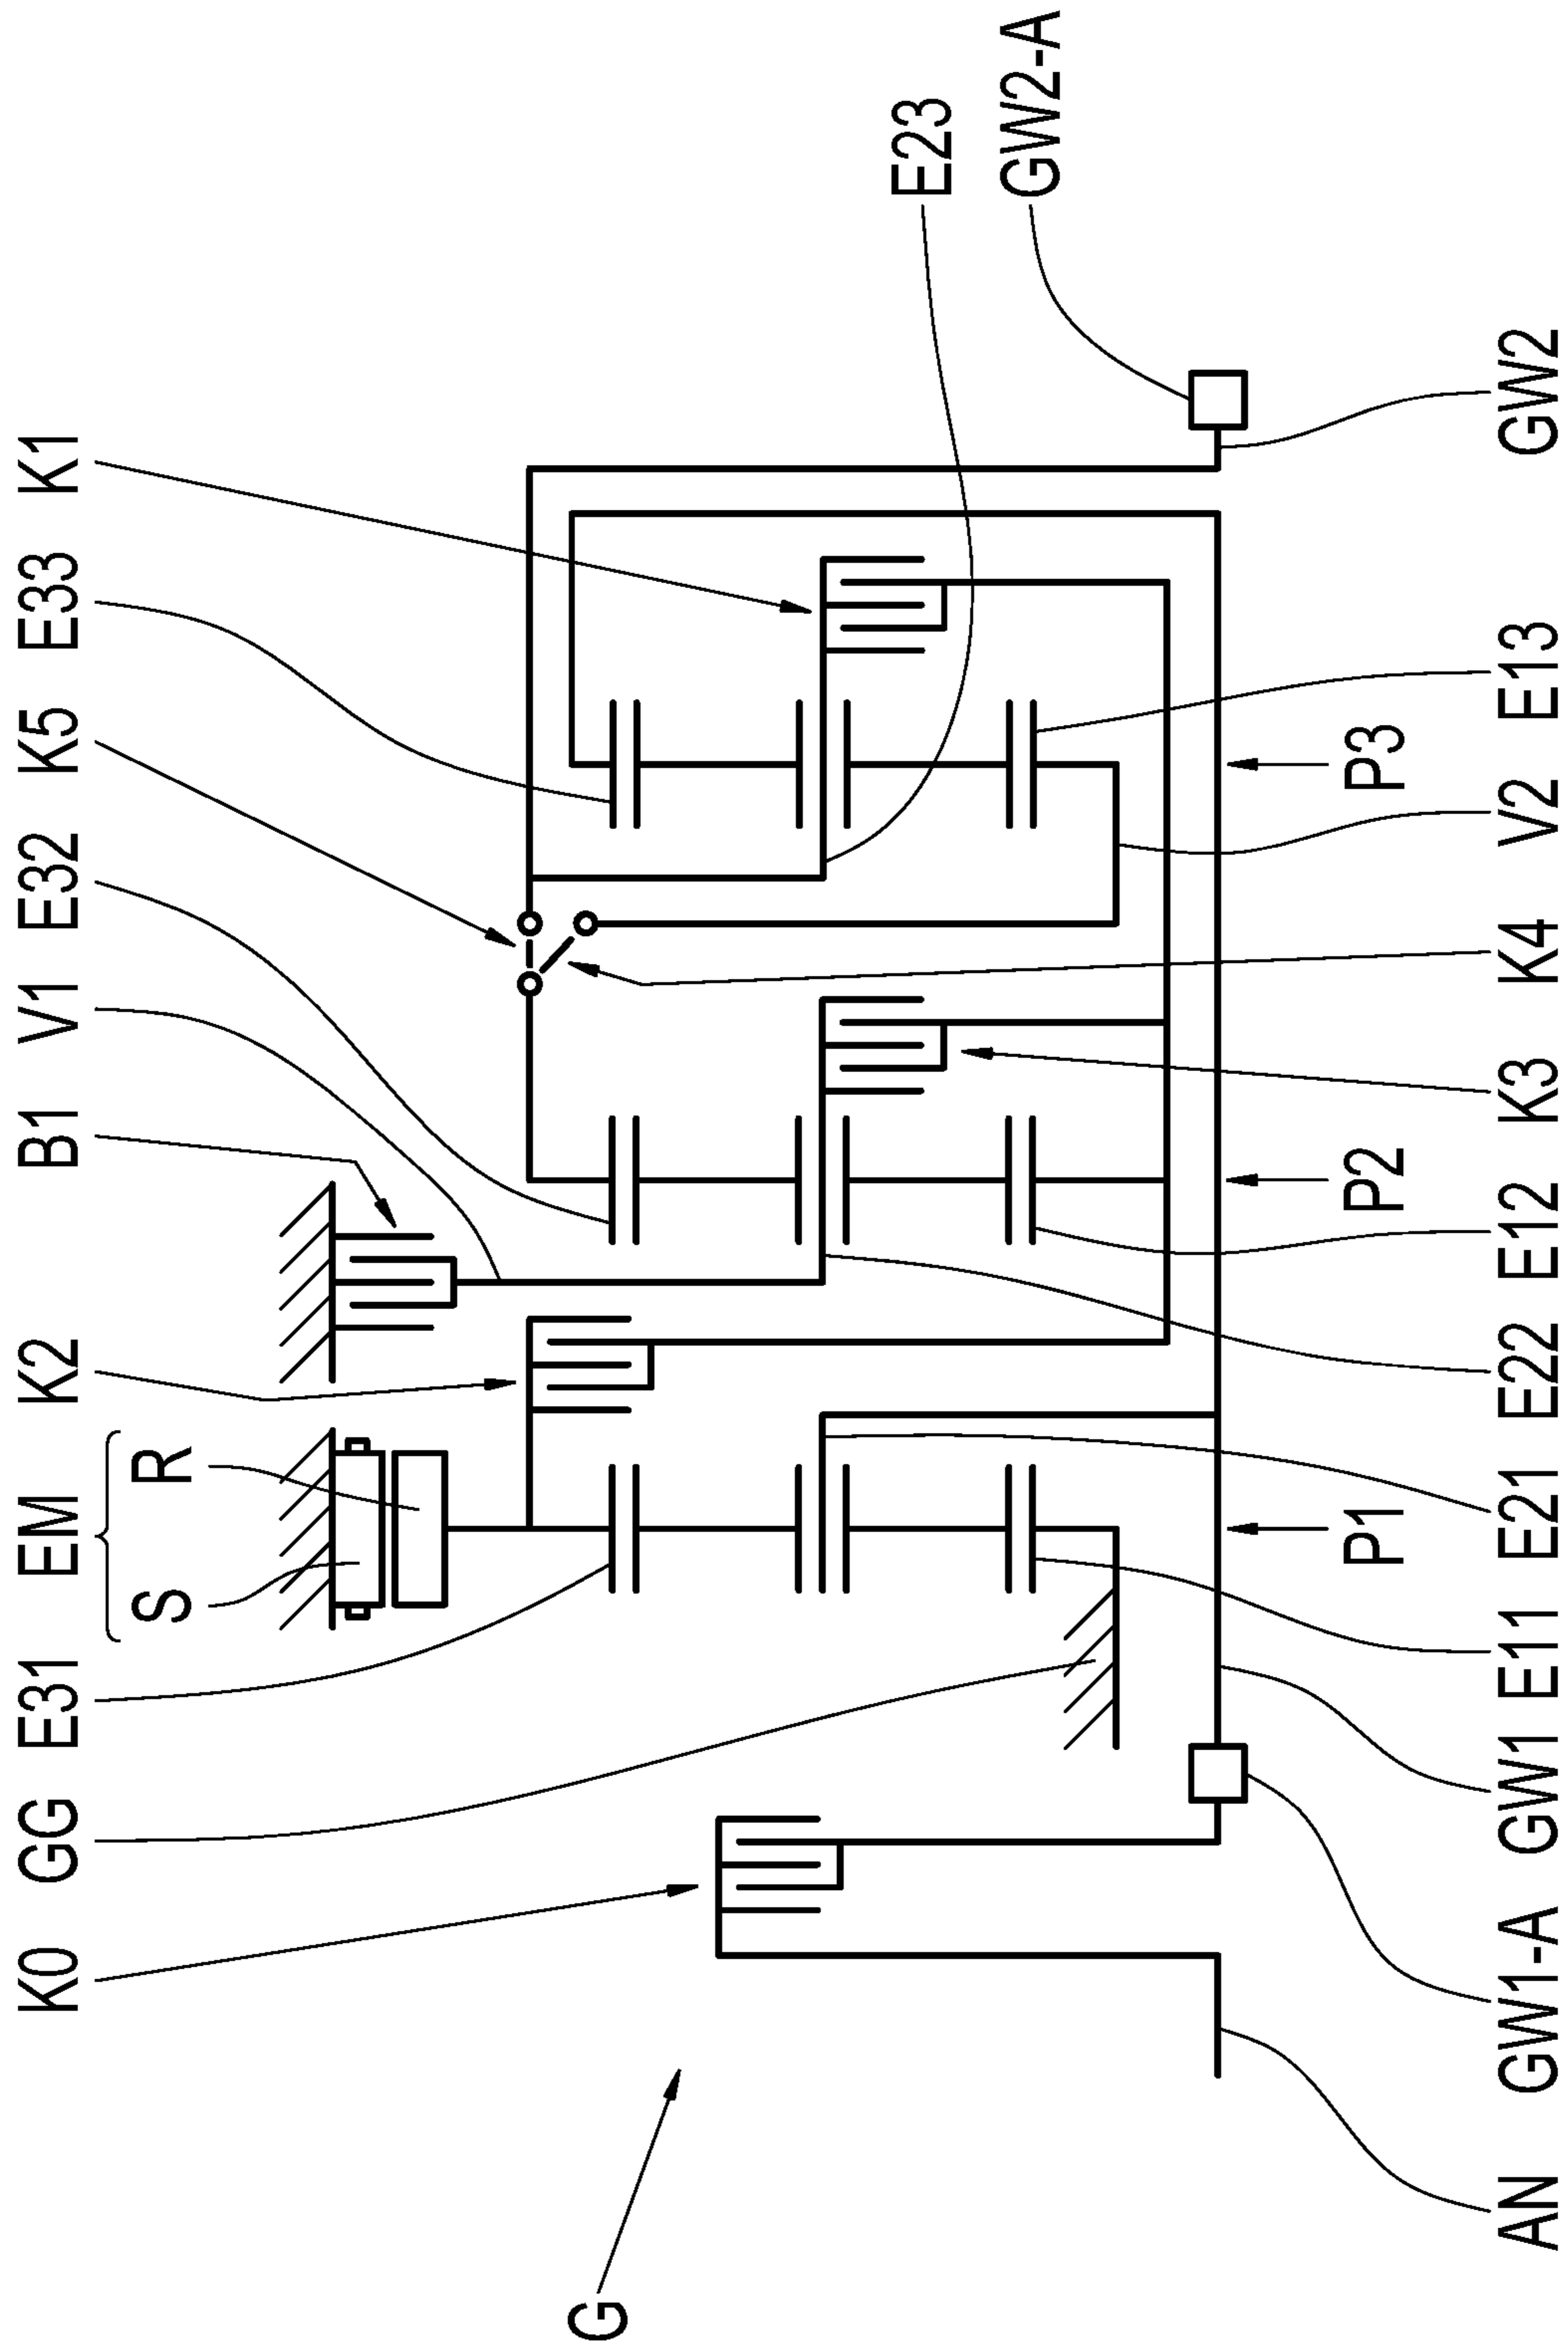 K0 GG E31 EM K2 B1 V1 E32 K5 E33 K1
S R
G
E23
GW2-A
P1 P2 P3
AN GW1-A GW1 E11 E21 E22 E12 K3 K4 V2 E13 GW2